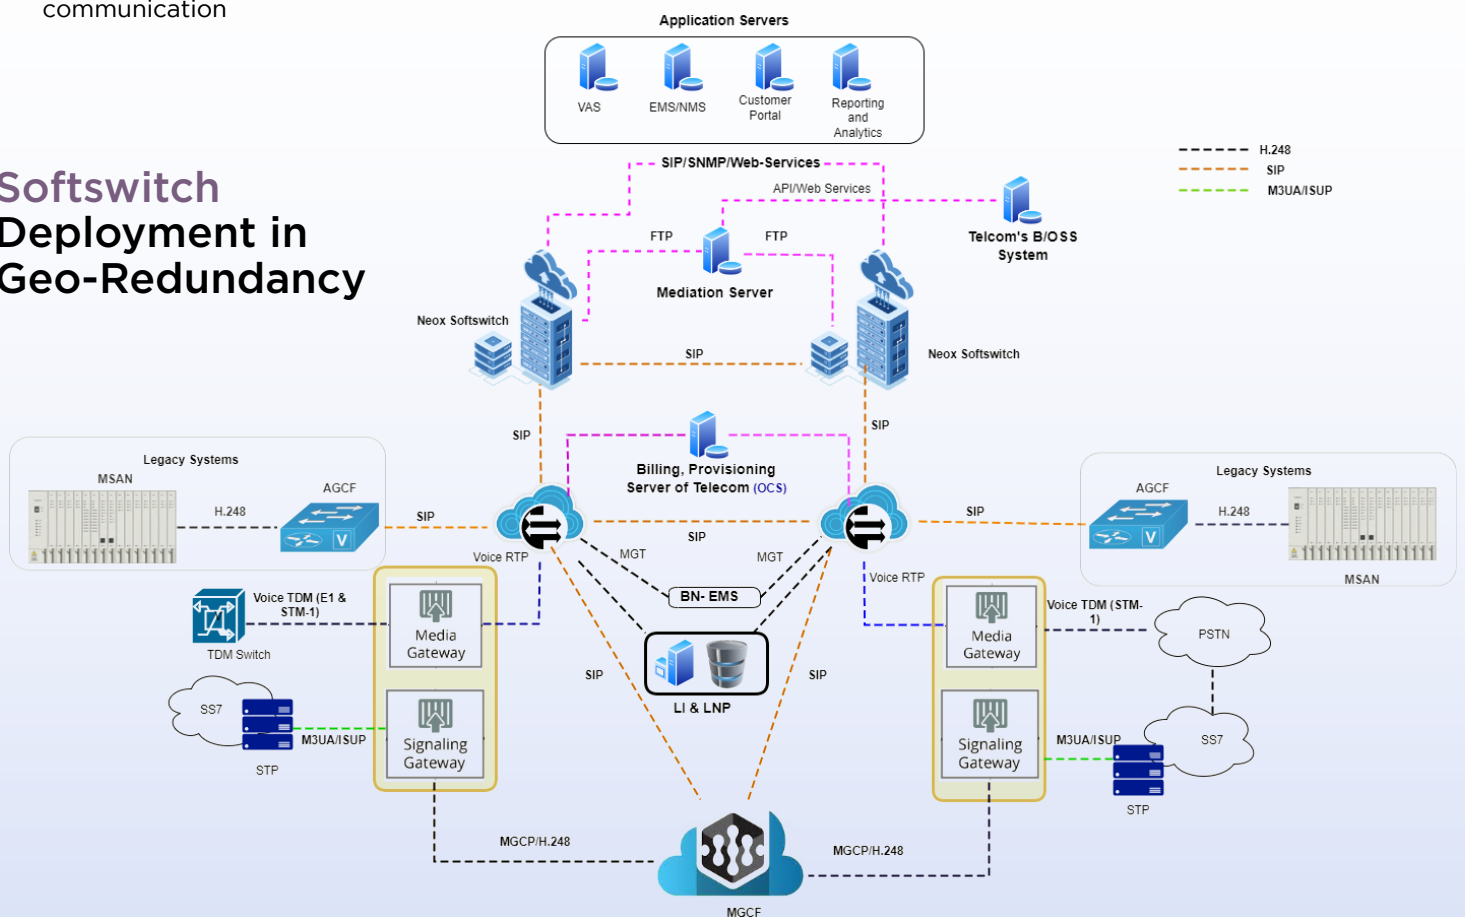 communication
Softswitch
Deployment in
Geo-Redundancy
Application Servers
VAS
EMS/NMS
Customer
Portal
Reporting
and
Analytics
H.248
SIP
M3UA/ISUP
SIP/SNMP/Web-Services
API/Web Services
Telcom's B/OSS
System
FTP
FTP
Mediation Server
Neox Softswitch
Neox Softswitch
SIP
SIP
SIP
Billing, Provisioning
Server of Telecom (OCS)
Legacy Systems
MSAN
AGCF
H.248
V
SIP
SIP
SIP
Legacy Systems
AGCF
H.248
V
MSAN
Voice RTP
MGT
MGT
Voice RTP
BN- EMS
LI & LNP
Voice TDM (E1 &
STM-1)
TDM Switch
Media
Gateway
SS7
M3UA/ISUP
STP
Signaling
Gateway
SIP
SIP
Media
Gateway
Voice TDM (STM-
1)
PSTN
Signaling
Gateway
M3UA/ISUP
SS7
STP
MGCP/H.248
MGCP/H.248
MGCF